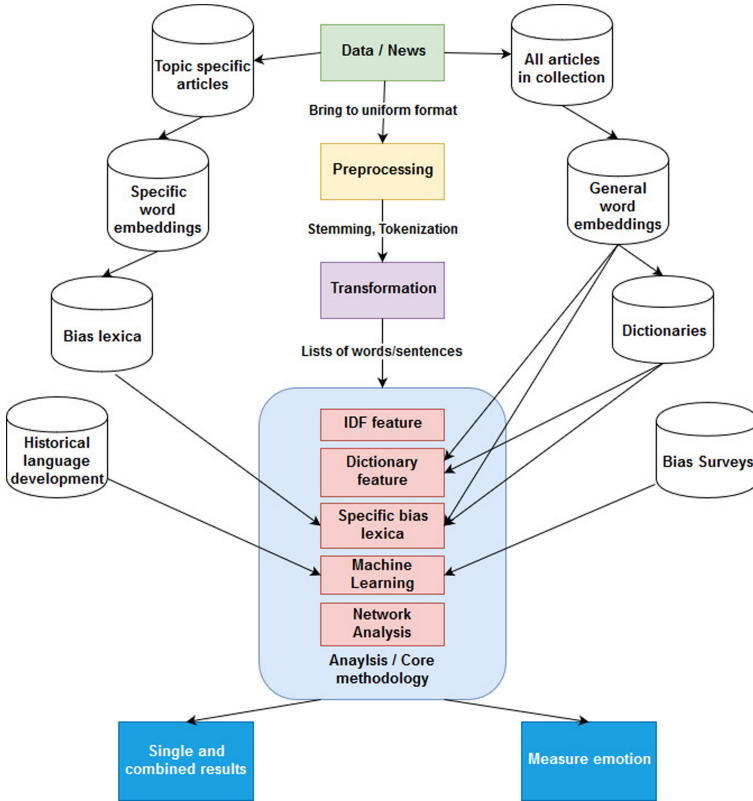 Data / News
Topic specific
articles
All articles
in collection
Bring to uniform format
Preprocessing
Specific
word
embeddings
General
word
embeddings
Stemming, Tokenization
Transformation
Bias lexica
Dictionaries
Lists of words/sentences
IDF feature
Historical
language
development
Dictionary
feature
Bias Surveys
Specific bias
lexica
Machine
Learning
Network
Analysis
Anaylsis / Core
methodology
Single and
combined results
Measure emotion